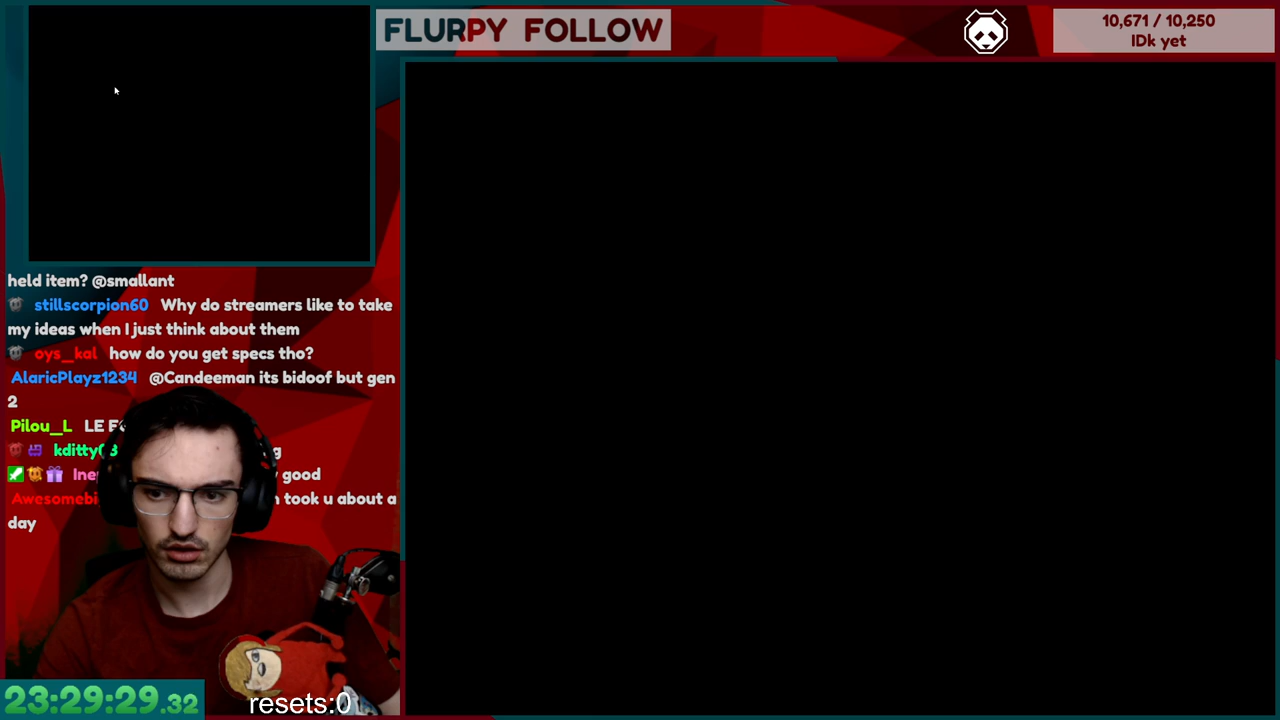 FLURPY FOLLOW
10,671 / 10,250
IDk yet
held item? @smallant
stillscorpion60 Why do streamers like to take
my ideas when I just think about them
oys_kal how do you get specs tho?
AlaricPlayz1234 @Candeeman its bidoof but gen
2
Pilou_L LE
good
took u about a
day
23:29:29.32
resets:0